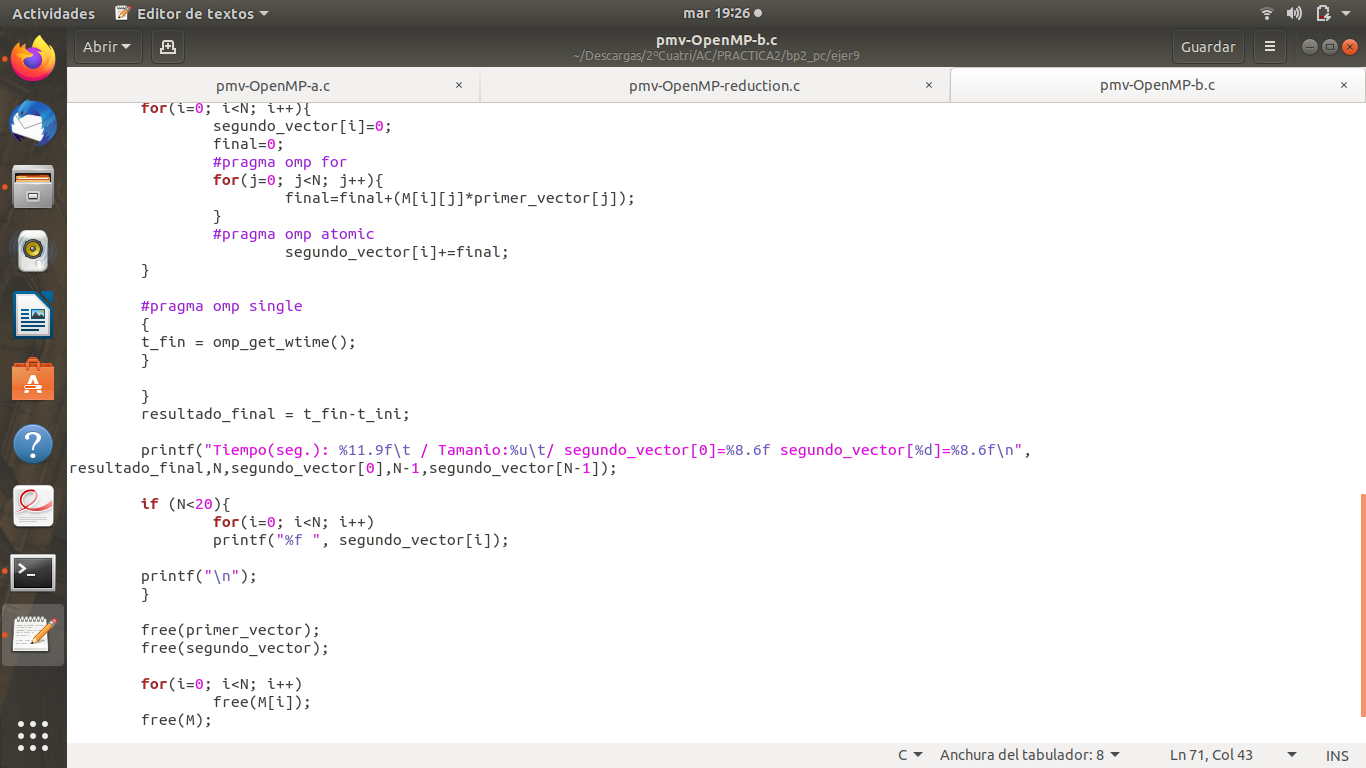 Actividades Editor de textos mar 19:26
Abrir pmv-OpenMP-b.c Guardar
~/Descargas/2ºCuatri/AC/PRACTICA2/bp2_pc/ejer9
pmv-OpenMP-a.c × pmv-OpenMP-reduction.c × pmv-OpenMP-b.c ×
for(i=0; i<N; i++){
segundo_vector[i]=0;
final=0;
#pragma omp for
for(j=0; j<N; j++){
final=final+(M[i][j]*primer_vector[j]);
}
#pragma omp atomic
segundo_vector[i]+=final;
}
#pragma omp single
{
t_fin = omp_get_wtime();
}
}
resultado_final = t_fin-t_ini;
printf("Tiempo(seg.): %11.9f\t / Tamanio:%u\t/ segundo_vector[0]=%8.6f segundo_vector[%d]=%8.6f\n",
resultado_final,N,segundo_vector[0],N-1,segundo_vector[N-1]);
if (N<20){
for(i=0; i<N; i++)
printf("%f ", segundo_vector[i]);
printf("\n");
}
free(primer_vector);
free(segundo_vector);
for(i=0; i<N; i++)
free(M[i]);
free(M);
C Anchura del tabulador: 8 Ln 71, Col 43 INS